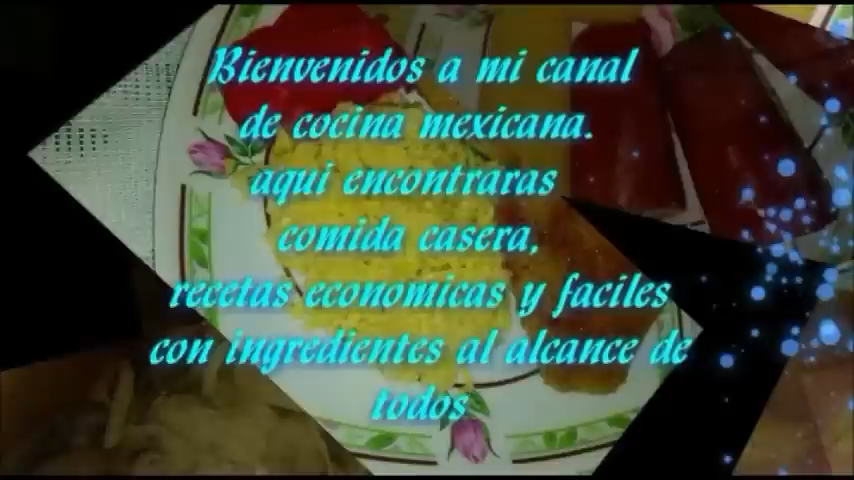 Bienvenidos a mi canal
de cocina mexicana.
aqui encontraras
comida casera,
recetas economicas y faciles
con ingredientes al alcance de
todos